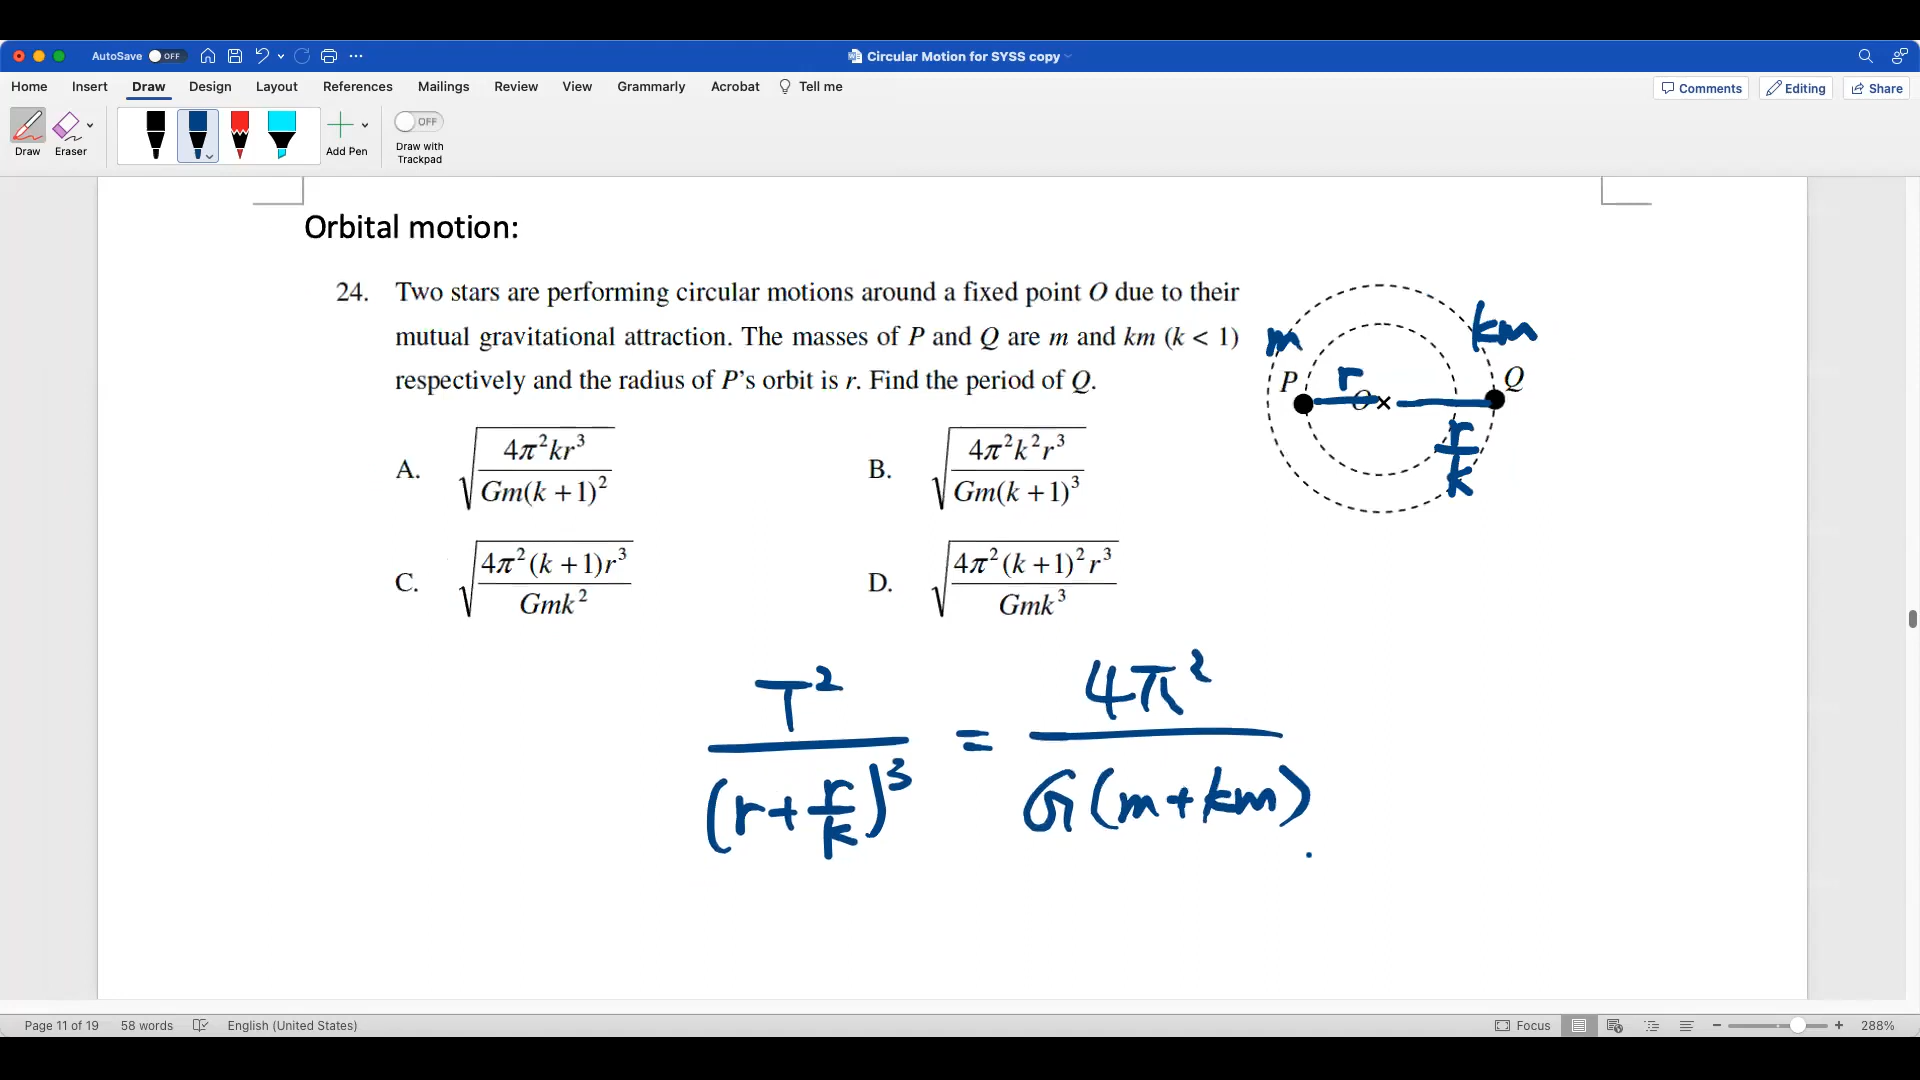 AutoSave OFF Circular Motion for SYSS copy
Home Insert Draw Design Layout References Mailings Review View Grammarly Acrobat Tell me Comments Editing Share
OFF
Draw Eraser Add Pen Draw with Trackpad
Orbital motion:
24. Two stars are performing circular motions around a fixed point O due to their
mutual gravitational attraction. The masses of P and Q are m and km (k < 1)
respectively and the radius of P's orbit is r. Find the period of Q.
m km
P r O × Q
r/k
A. √(4π²kr³ / Gm(k+1)²) B. √(4π²k²r³ / Gm(k+1)³)
C. √(4π²(k+1)r³ / Gmk²) D. √(4π²(k+1)²r³ / Gmk³)
T² / (r + r/k)³ = 4π² / G(m+km)
Page 11 of 19 58 words English (United States) Focus 288%